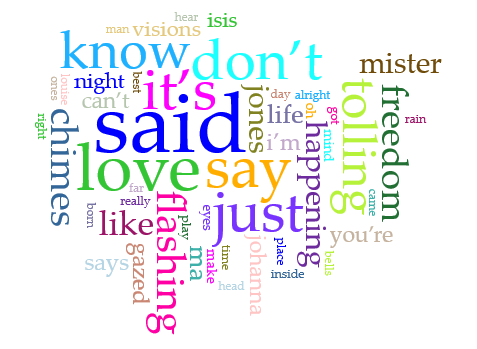 hear
isis
man
visions
know
don't
mister
ones
louise
night
best
it's
can't
jones
day
alright
life
oh
got
mind
tolling
freedom
rain
right
chimes
said
i'm
happening
love
say
far
really
came
born
like
flashing
play
eyes
just
you're
says
gazed
ma
make
time
johanna
place
inside
bells
head